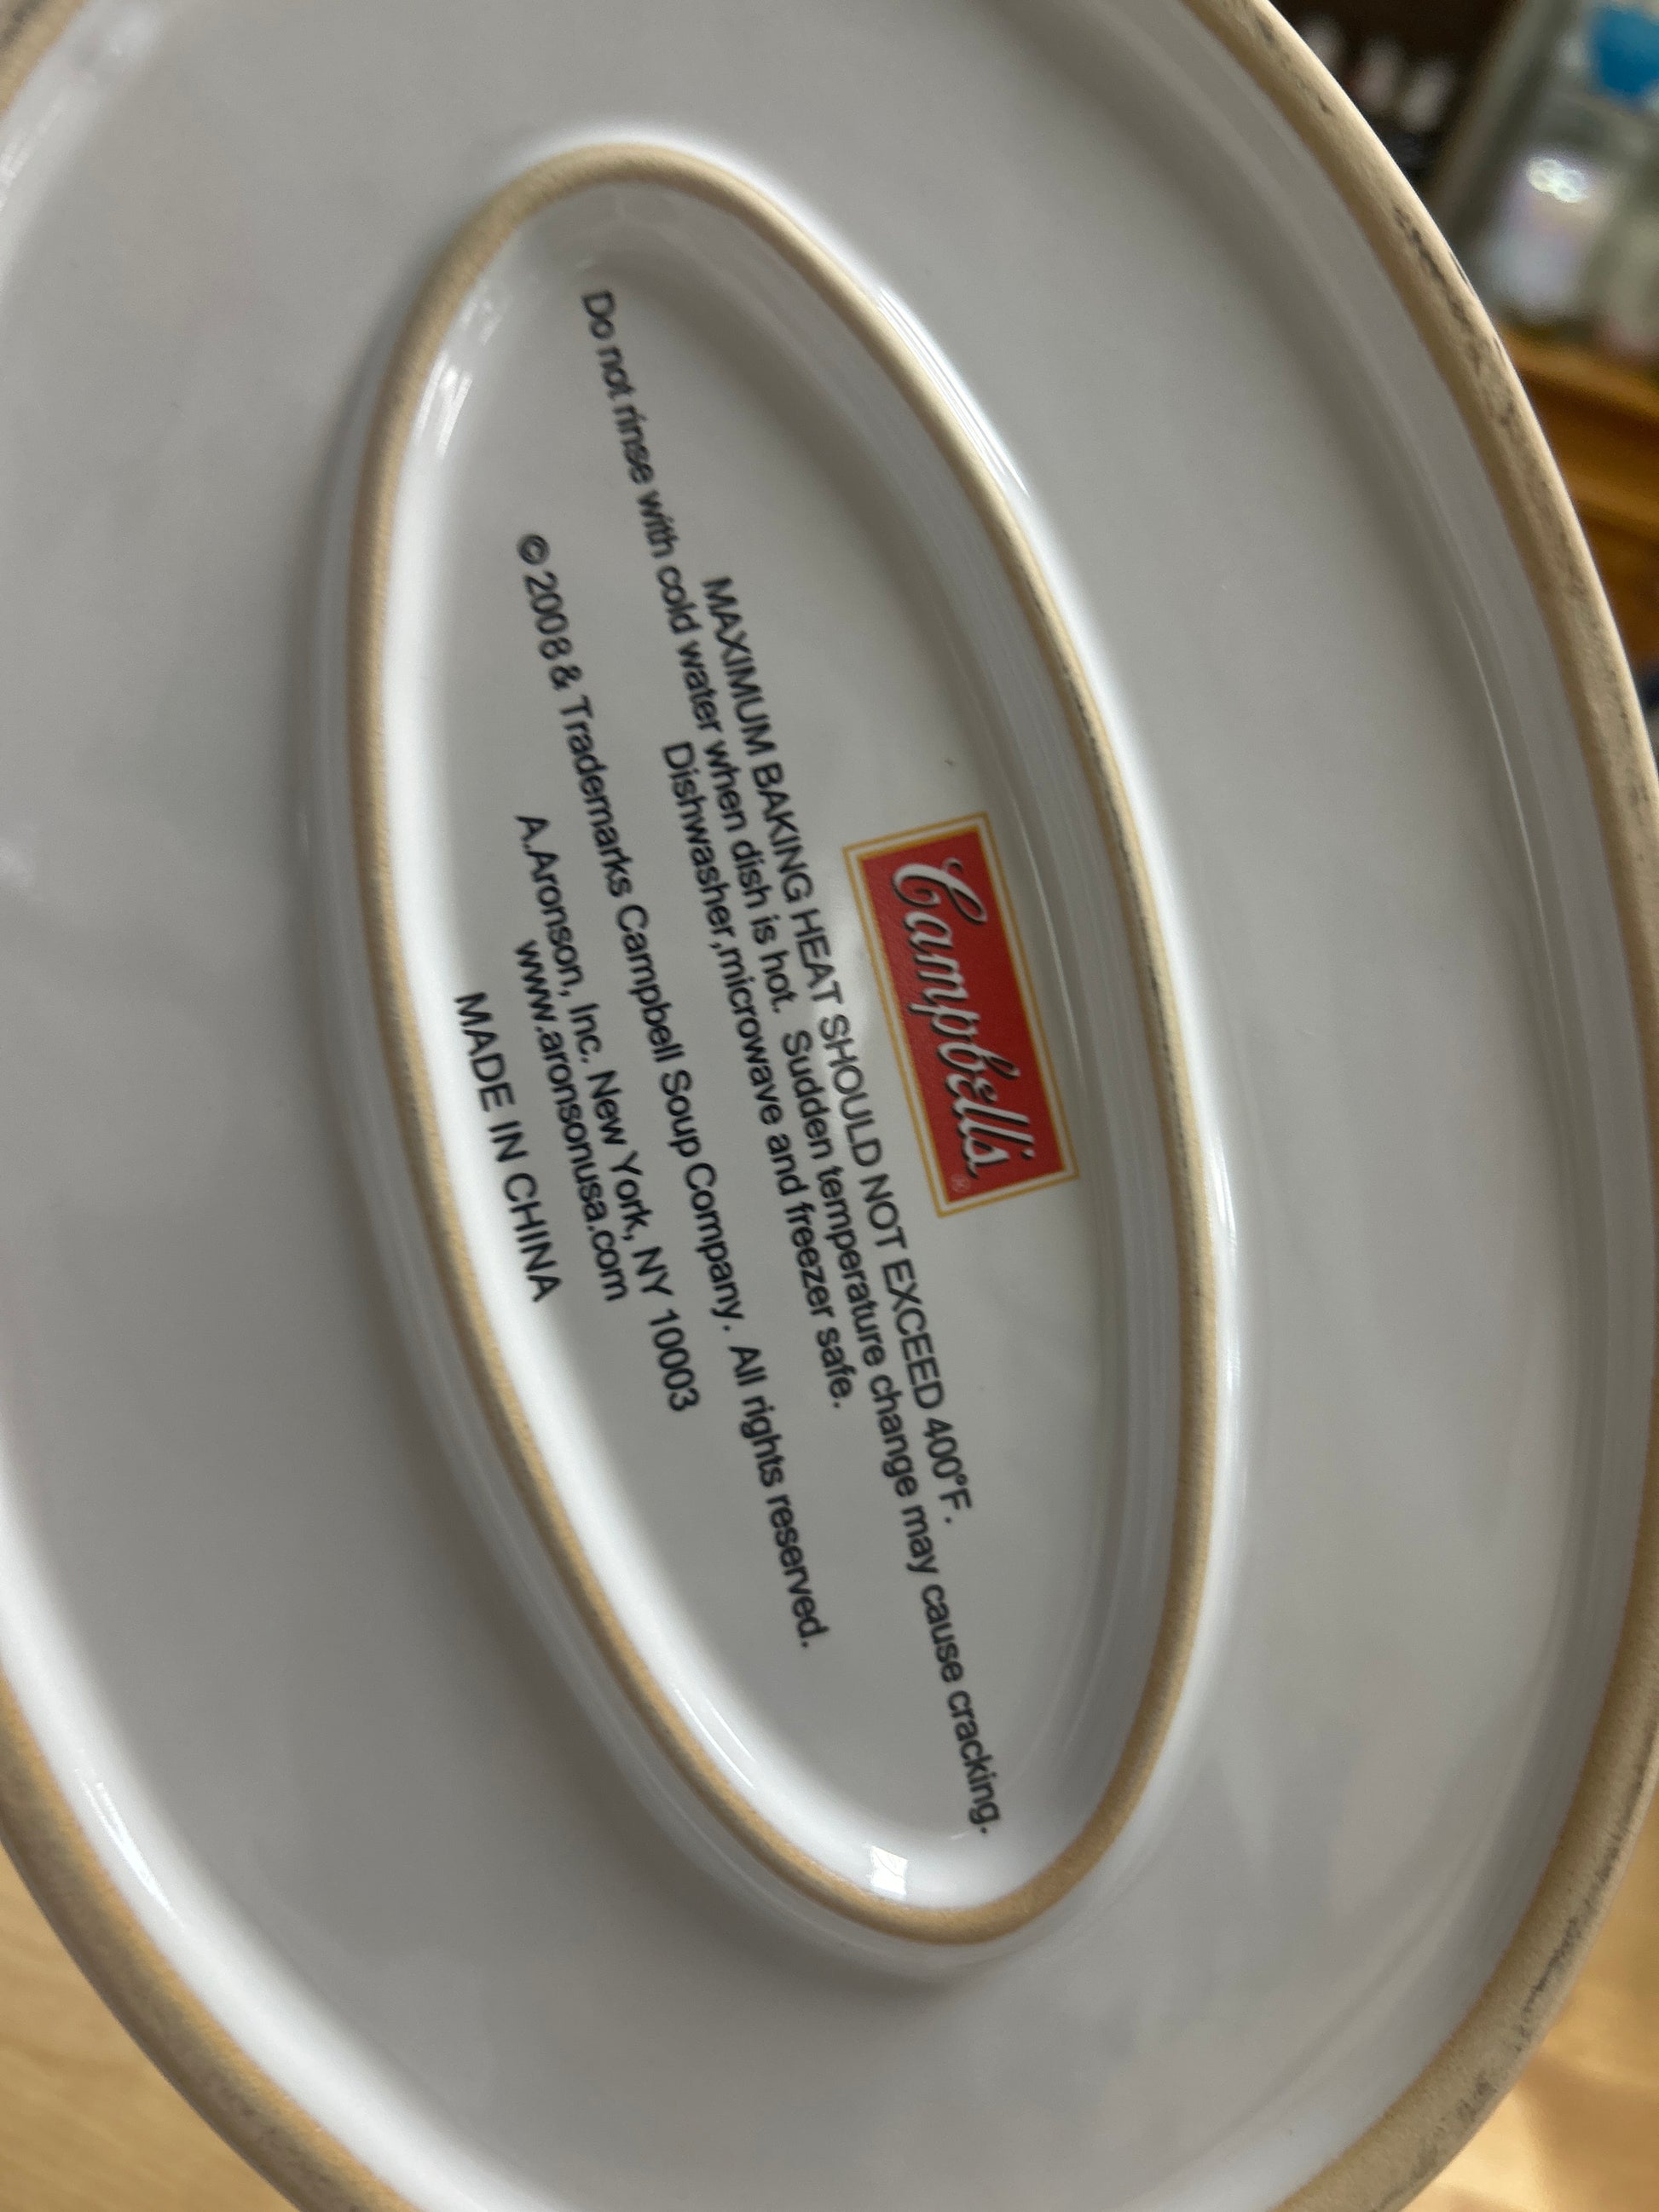 Campbell's®
MAXIMUM BAKING HEAT SHOULD NOT EXCEED 400°F.
Do not rinse with cold water when dish is hot. Sudden temperature change may cause cracking.
Dishwasher,microwave and freezer safe.
© 2008 & Trademarks Campbell Soup Company. All rights reserved.
A.Aronson, Inc. New York, NY 10003
www.aronsonusa.com
MADE IN CHINA